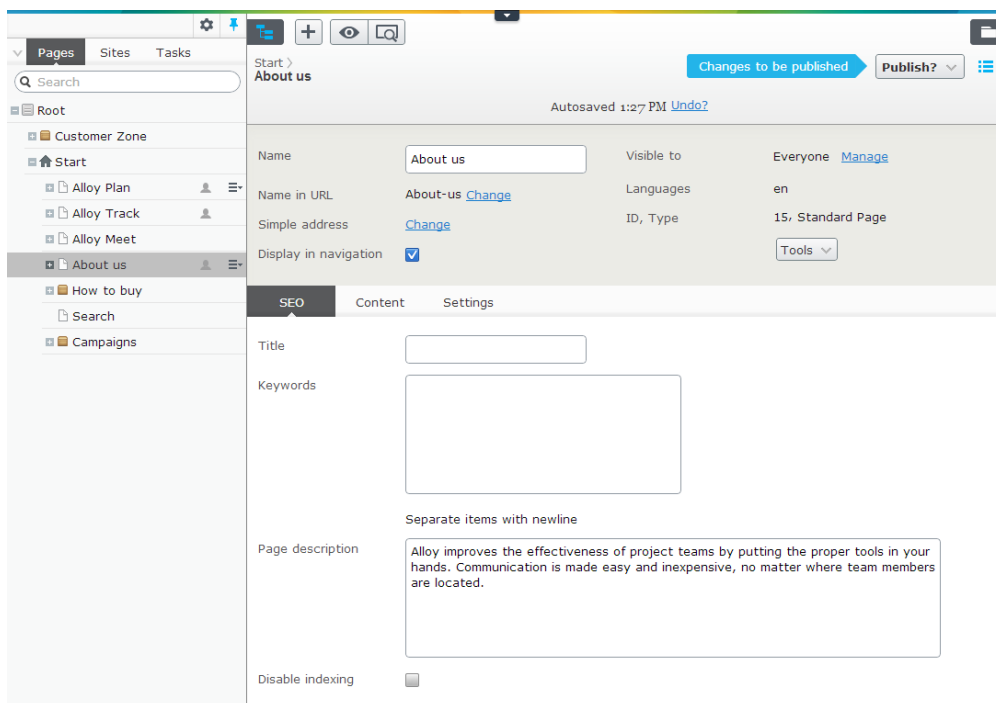 Pages Sites Tasks
Search
Root
Customer Zone
Start
Alloy Plan
Alloy Track
Alloy Meet
About us
How to buy
Search
Campaigns
Start
About us
Changes to be published
Publish?
Autosaved 1:27 PM Undo?
Name About us
Name in URL About-us Change
Simple address Change
Display in navigation
Visible to Everyone Manage
Languages en
ID, Type 15, Standard Page
Tools
SEO Content Settings
Title
Keywords
Separate items with newline
Page description
Alloy improves the effectiveness of project teams by putting the proper tools in your
hands. Communication is made easy and inexpensive, no matter where team members
are located.
Disable indexing